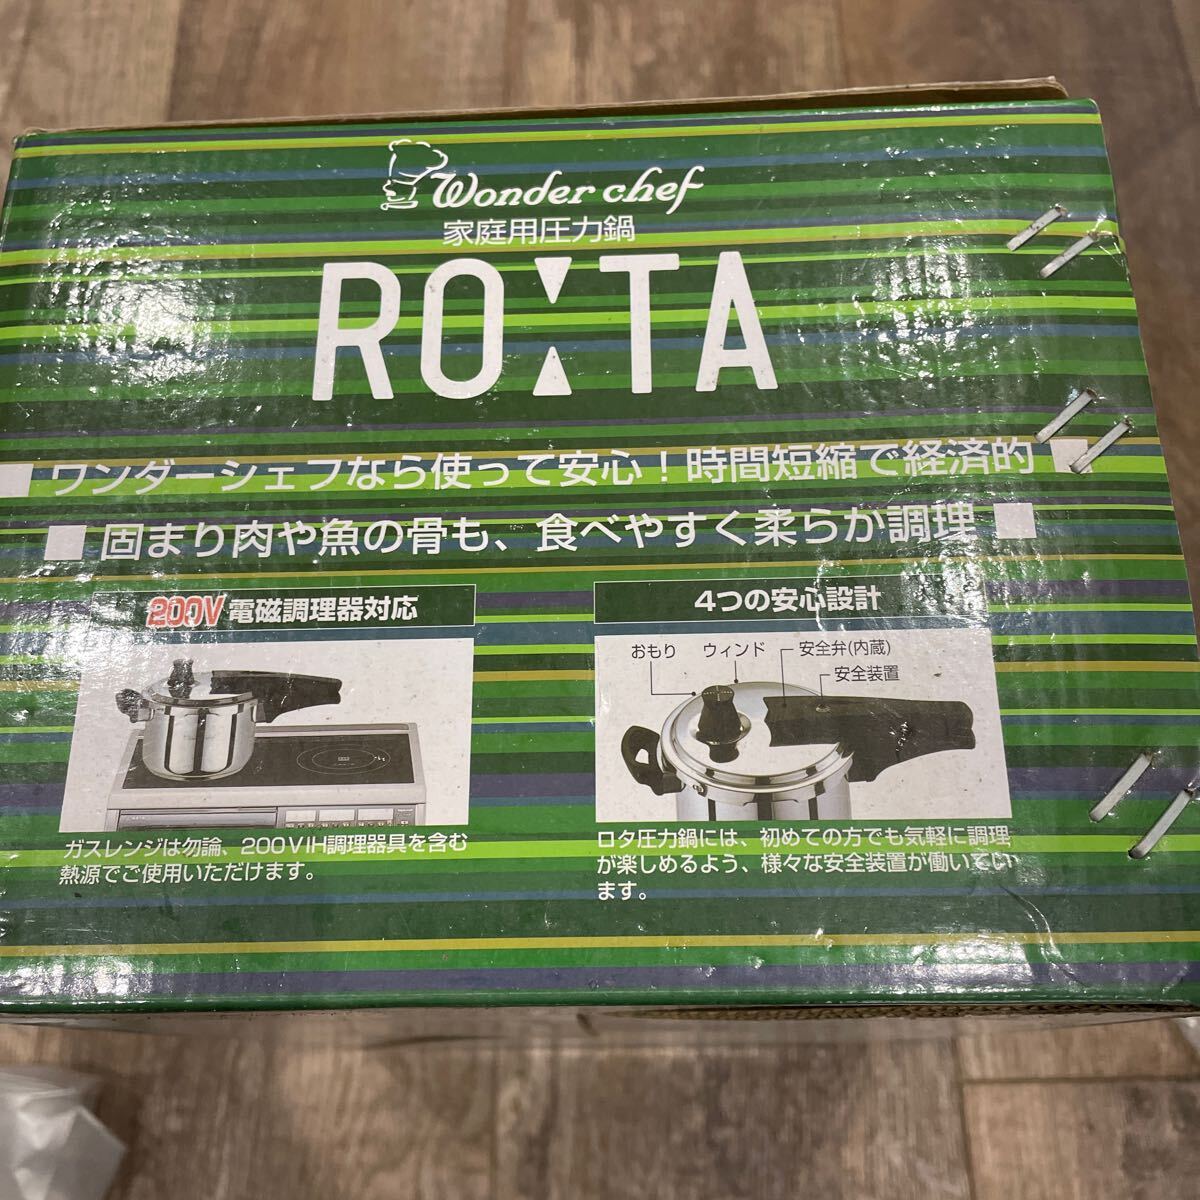 Wonder chef
家庭用圧力鍋
RO:TA
ワンダーシェフなら使って安心！時間短縮で経済的
固まり肉や魚の骨も、食べやすく柔らか調理
200V 電磁調理器対応
ガスレンジは勿論、200V IH調理器具を含む
熱源でご使用いただけます。
4つの安心設計
おもり
ウィンド
安全弁(内蔵)
安全装置
ロタ圧力鍋には、初めての方でも気軽に調理
が楽しめるよう、様々な安全装置が働いてい
ます。